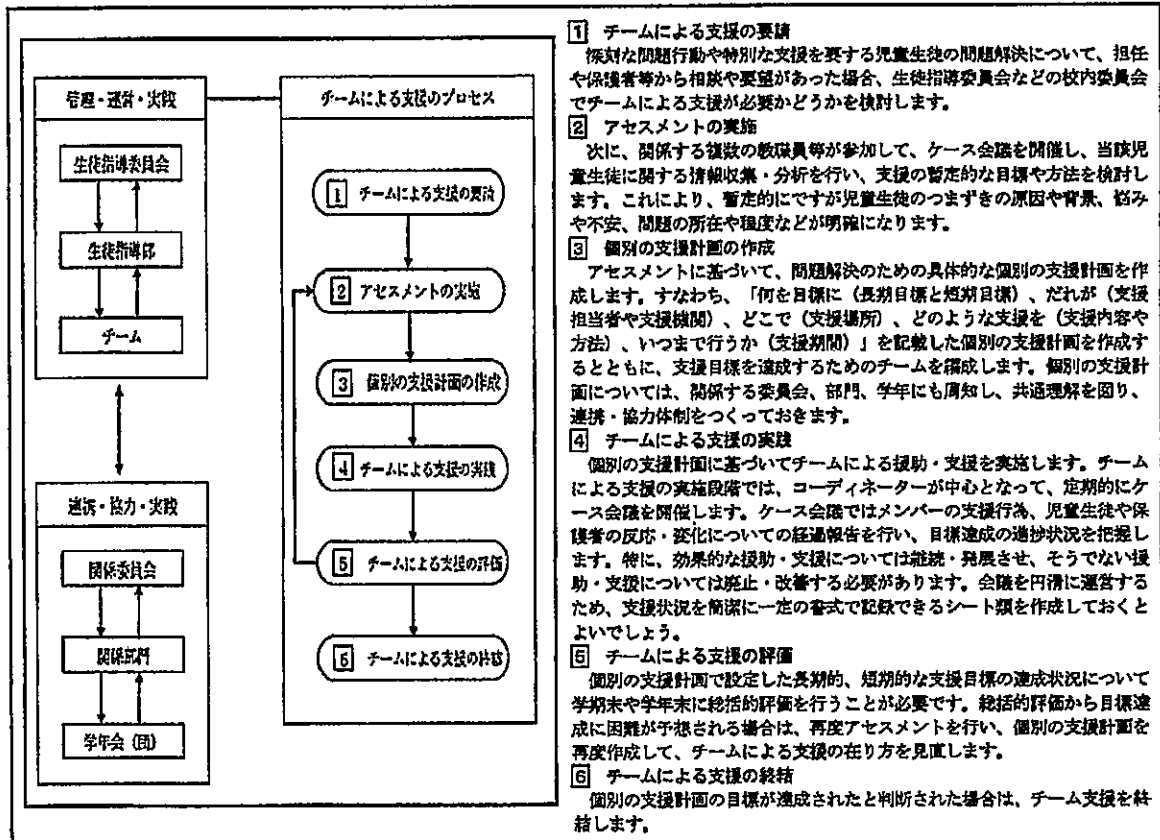 管理・運営・実践
生徒指導委員会
生徒指導部
チーム
連携・協力・実践
関係委員会
関係部門
学年会（団）
チームによる支援のプロセス
1 チームによる支援の要請
2 アセスメントの実施
3 個別の支援計画の作成
4 チームによる支援の実践
5 チームによる支援の評価
6 チームによる支援の終結
1 チームによる支援の要請
深刻な問題行動や特別な支援を要する児童生徒の問題解決について、担任
や保護者等から相談や要望があった場合、生徒指導委員会などの校内委員会
でチームによる支援が必要かどうかを検討します。
2 アセスメントの実施
次に、関係する複数の教職員等が参加して、ケース会議を開催し、当該児
童生徒に関する情報収集・分析を行い、支援の暫定的な目標や方法を検討し
ます。これにより、暫定的にですが児童生徒のつまずきの原因や背景、悩み
や不安、問題の所在や程度などが明確になります。
3 個別の支援計画の作成
アセスメントに基づいて、問題解決のための具体的な個別の支援計画を作
成します。すなわち、「何を目標に（長期目標と短期目標）、だれが（支援
担当者や支援機関）、どこで（支援場所）、どのような支援を（支援内容や
方法）、いつまで行うか（支援期間）」を記載した個別の支援計画を作成す
るとともに、支援目標を達成するためのチームを編成します。個別の支援計
画については、関係する委員会、部門、学年にも周知し、共通理解を図り、
連携・協力体制をつくっておきます。
4 チームによる支援の実践
個別の支援計画に基づいてチームによる援助・支援を実施します。チーム
による支援の実施段階では、コーディネーターが中心となって、定期的にケ
ース会議を開催します。ケース会議ではメンバーの支援行為、児童生徒や保
護者の反応・変化についての経過報告を行い、目標達成の進捗状況を把握し
ます。特に、効果的な援助・支援については継続・発展させ、そうでない援
助・支援については廃止・改善する必要があります。会議を円滑に運営する
ため、支援状況を簡潔に一定の書式で記録できるシート類を作成しておくと
よいでしょう。
5 チームによる支援の評価
個別の支援計画で設定した長期的、短期的な支援目標の達成状況について
学期末や学年末に総括的評価を行うことが必要です。総括的評価から目標達
成に困難が予想される場合は、再度アセスメントを行い、個別の支援計画を
再度作成して、チームによる支援の在り方を見直します。
6 チームによる支援の終結
個別の支援計画の目標が達成されたと判断された場合は、チーム支援を終
結します。